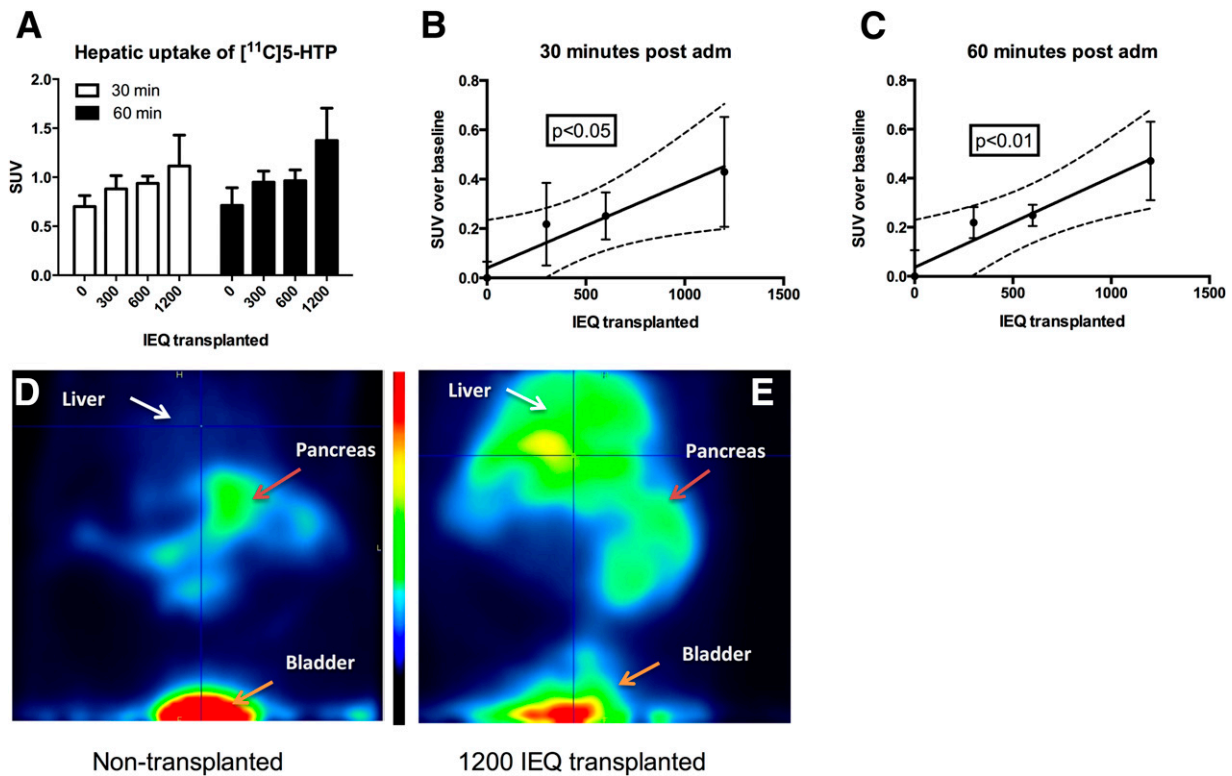 A
Hepatic uptake of [¹¹C]5-HTP
30 min
60 min
2.0
1.5
1.0
0.5
0.0
SUV
0 300 600 1200 0 300 600 1200
IEQ transplanted
B
30 minutes post adm
p<0.05
0.8
0.6
0.4
0.2
0.0
SUV over baseline
0 500 1000 1500
IEQ transplanted
C
60 minutes post adm
p<0.01
0.8
0.6
0.4
0.2
0.0
SUV over baseline
0 500 1000 1500
IEQ transplanted
D
H
Liver
Pancreas
L
Bladder
Non-transplanted
E
Liver
Pancreas
Bladder
1200 IEQ transplanted